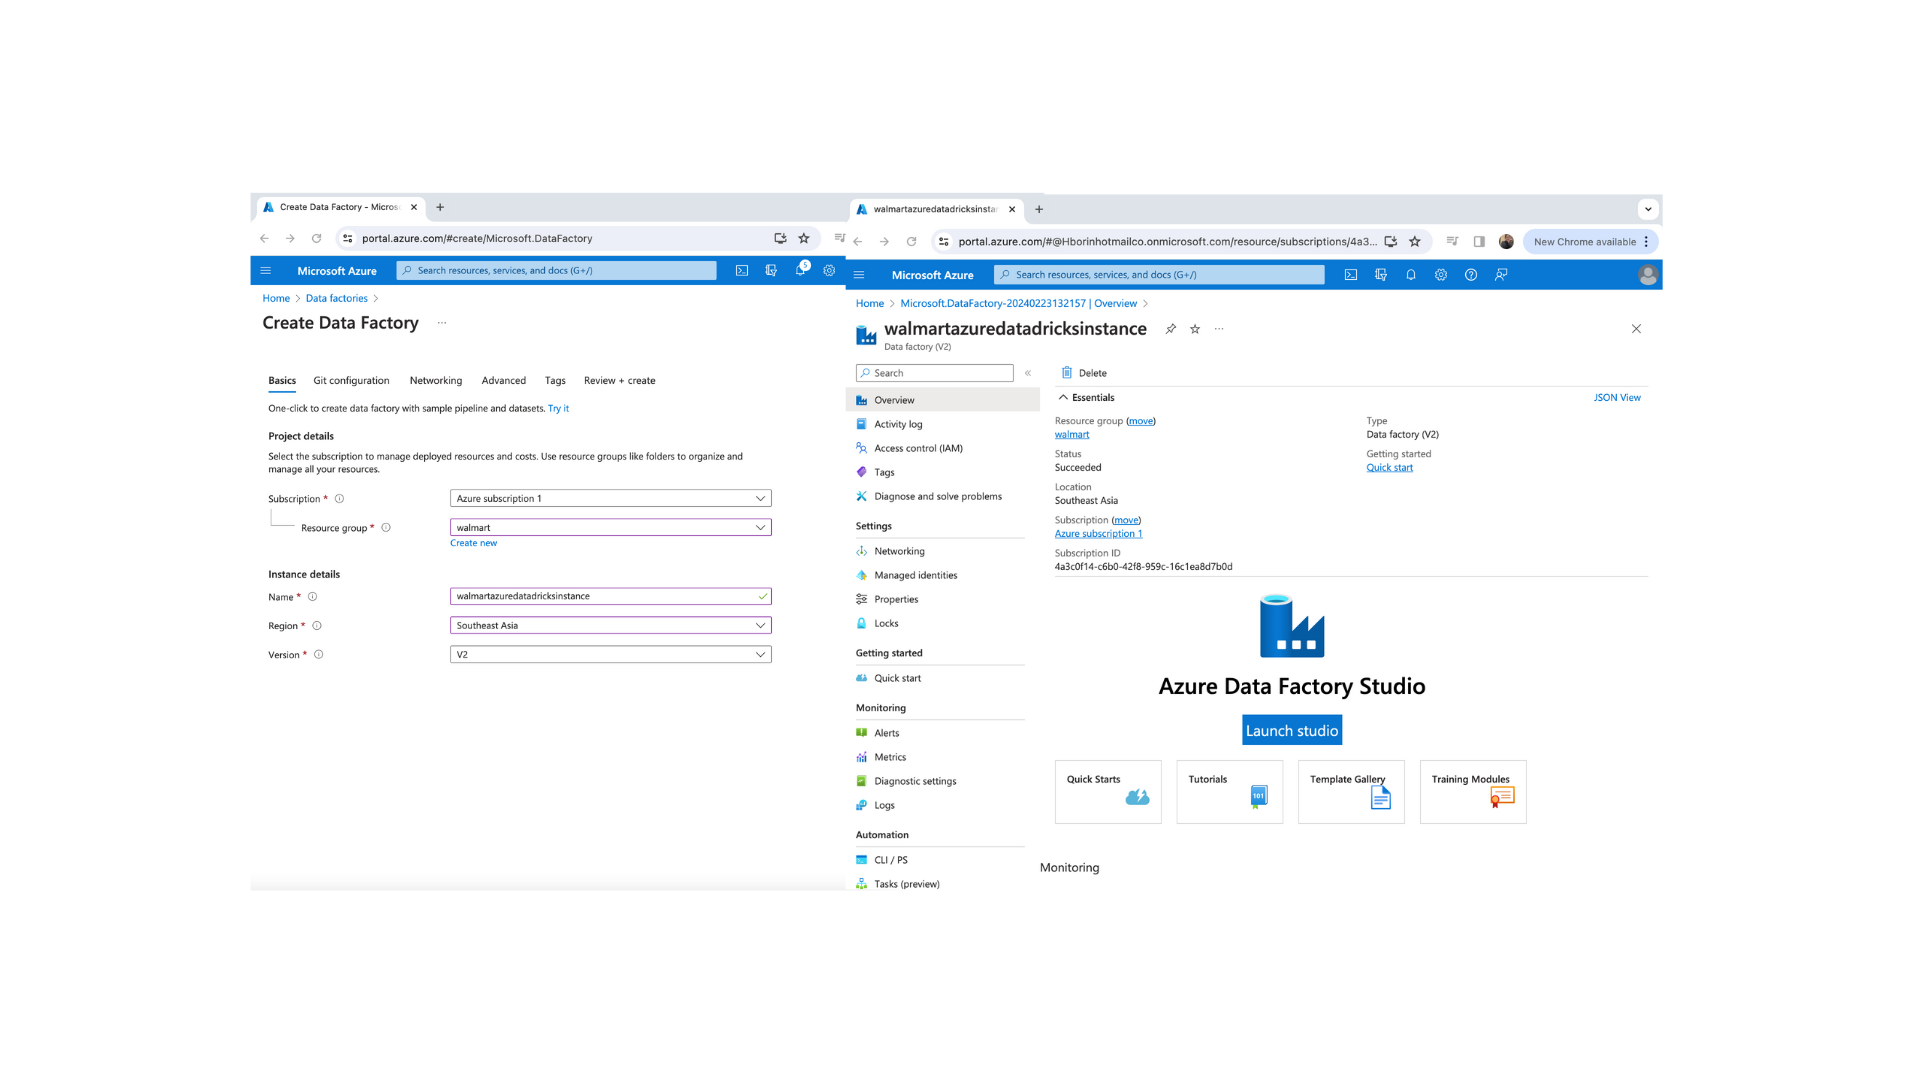 Create Data Factory - Micros
portal.azure.com/#create/Microsoft.DataFactory
Microsoft Azure
Search resources, services, and docs (G+/)
5
Home > Data factories >
Create Data Factory ...
Basics Git configuration Networking Advanced Tags Review + create
One-click to create data factory with sample pipeline and datasets. Try it
Project details
Select the subscription to manage deployed resources and costs. Use resource groups like folders to organize and
manage all your resources.
Subscription * Azure subscription 1
Resource group * walmart
Create new
Instance details
Name * walmartazuredatadricksinstance
Region * Southeast Asia
Version * V2
walmartazuredatadricksinstar
portal.azure.com/#@Hborinhotmailco.onmicrosoft.com/resource/subscriptions/4a3...
New Chrome available
Microsoft Azure
Search resources, services, and docs (G+/)
Home > Microsoft.DataFactory-20240223132157 | Overview >
walmartazuredatadricksinstance ...
Data factory (V2)
Search
Overview
Activity log
Access control (IAM)
Tags
Diagnose and solve problems
Settings
Networking
Managed identities
Properties
Locks
Getting started
Quick start
Monitoring
Alerts
Metrics
Diagnostic settings
Logs
Automation
CLI / PS
Tasks (preview)
Delete
Essentials
JSON View
Resource group (move)
walmart
Status
Succeeded
Location
Southeast Asia
Subscription (move)
Azure subscription 1
Subscription ID
4a3c0f14-c6b0-42f8-959c-16c1ea8d7b0d
Type
Data factory (V2)
Getting started
Quick start
Azure Data Factory Studio
Launch studio
Quick Starts
Tutorials
101
Template Gallery
Training Modules
Monitoring